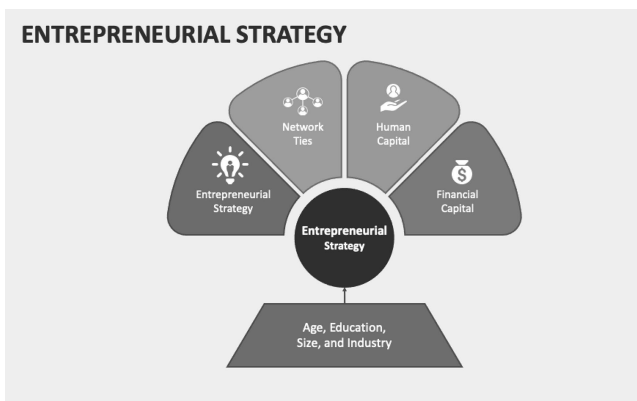 ENTREPRENEURIAL STRATEGY
Network
Ties
Human
Capital
Entrepreneurial
Strategy
$
Financial
Capital
Entrepreneurial
Strategy
Age, Education,
Size, and Industry